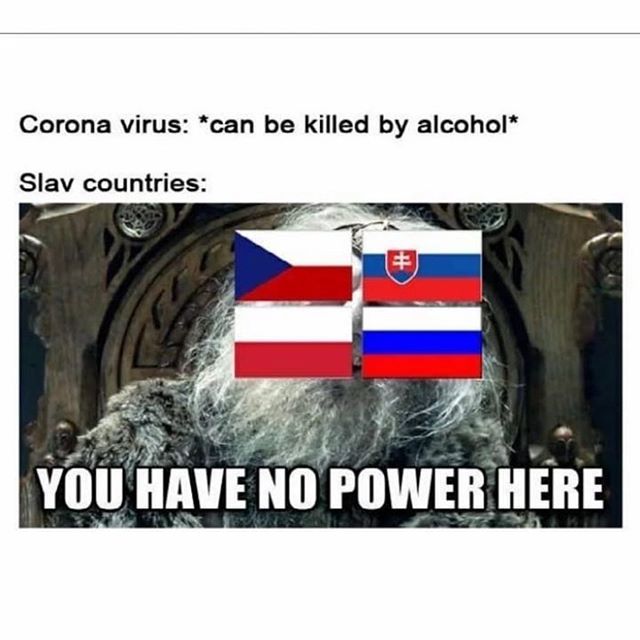 Corona virus: *can be killed by alcohol*
Slav countries:
YOU HAVE NO POWER HERE